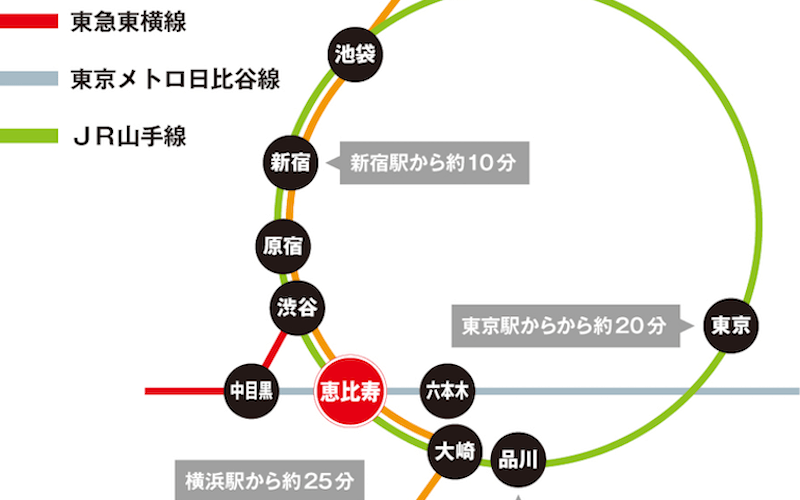 東急東横線
東京メトロ日比谷線
JR山手線
池袋
新宿
新宿駅から約10分
原宿
渋谷
東京駅からから約20分
東京
中目黒
恵比寿
六本木
大崎
品川
横浜駅から約25分